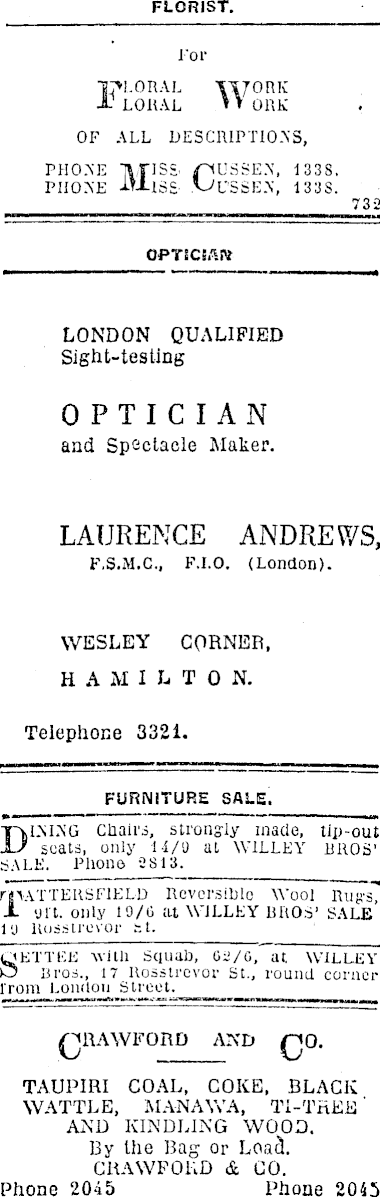 FLORIST.
For
FLORAL WORK
FLORAL WORK
OF ALL DESCRIPTIONS,
PHONE MISS CUSSEN, 1338.
PHONE MISS CUSSEN, 1338.
732
OPTICIAN
LONDON QUALIFIED
Sight-testing
OPTICIAN
and Spectacle Maker.
LAURENCE ANDREWS,
F.S.M.C., F.I.O. (London).
WESLEY CORNER,
HAMILTON.
Telephone 3321.
FURNITURE SALE.
DINING Chairs, strongly made, tip-out
seats, only 14/9 at WILLEY BROS'
SALE. Phone 2813.
TATTERSFIELD Reversible Wool Rugs,
9ft. only 19/6 at WILLEY BROS' SALE
19 Rosstrevor St.
SETTEE with Squab, 62/6, at WILLEY
Bros., 17 Rosstrevor St., round corner
from London Street.
CRAWFORD AND CO.
TAUPIRI COAL, COKE, BLACK
WATTLE, MANAWA, TI-TREE
AND KINDLING WOOD.
By the Bag or Load.
CRAWFORD & CO.
Phone 2045 Phone 2045